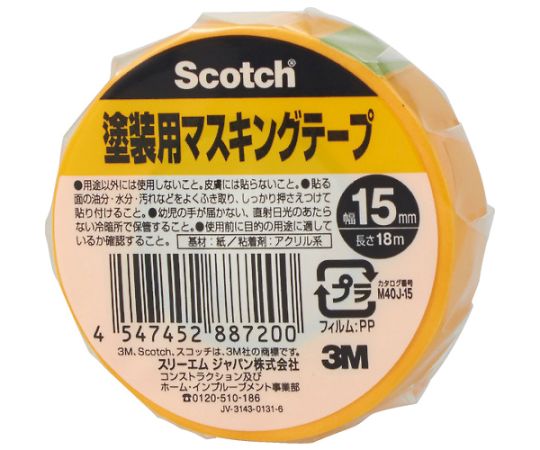 Scotch®
塗装用マスキングテープ
●用途以外には使用しないこと。皮膚には貼らないこと。●貼る
面の油分・水分・汚れなどをよくふき取り、しっかり押さえつけて
貼り付けること。●幼児の手が届かない、直射日光のあたら
ない冷暗所で保管すること。●使用前に目的の用途に適して
いるか確認すること。
基材：紙／粘着剤：アクリル系
幅15mm
長さ18m
プラ
カタログ番号
M40J-15
フィルム：PP
4 547452 887200
3M
3M、Scotch、スコッチは、3M社の商標です。
スリーエム ジャパン株式会社
コンストラクション及び
ホーム・インプルーブメント事業部
☎0120-510-186
JV-3143-0131-6